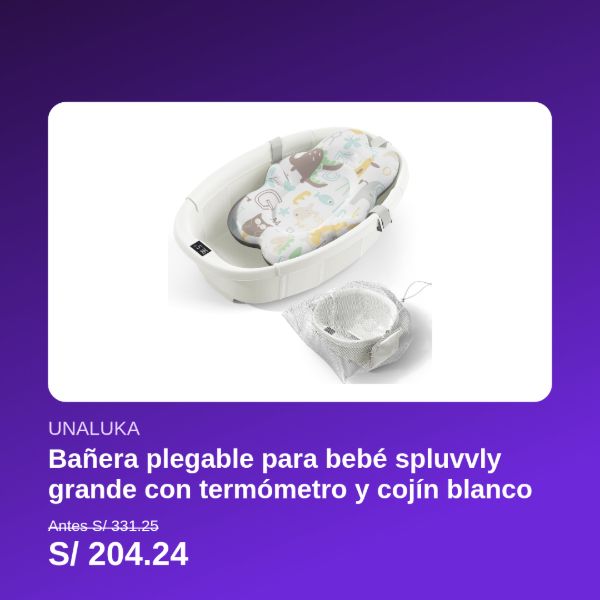 UNALUKA
Bañera plegable para bebé spluvvly
grande con termómetro y cojín blanco
Antes S/ 331.25
S/ 204.24